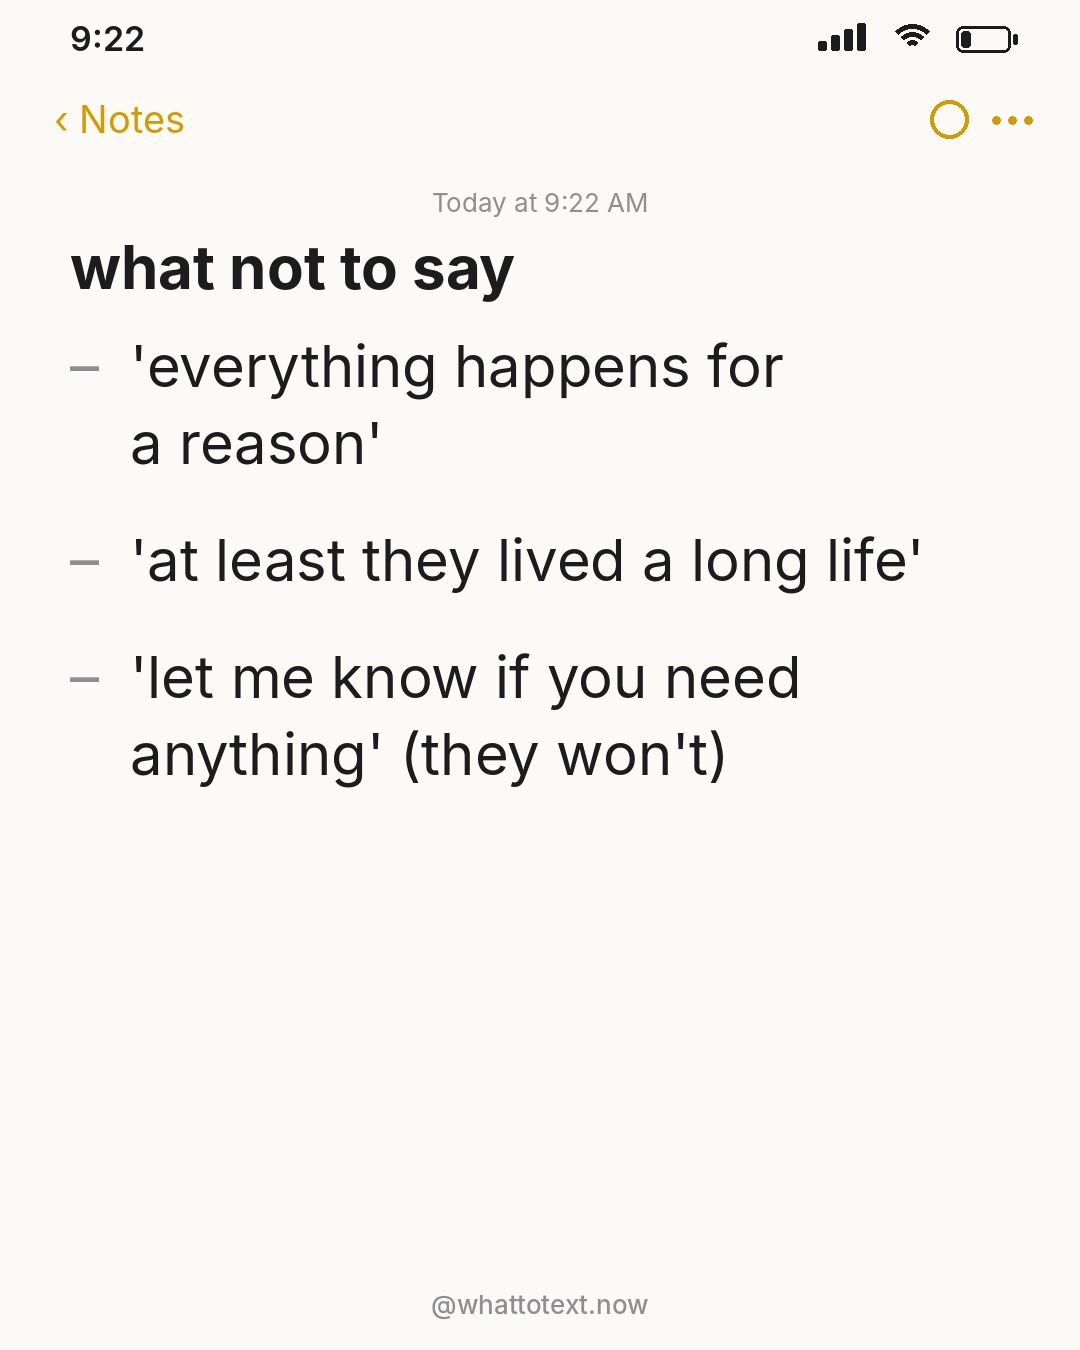 9:22
‹ Notes
Today at 9:22 AM
what not to say
– 'everything happens for
a reason'
– 'at least they lived a long life'
– 'let me know if you need
anything' (they won't)
@whattotext.now